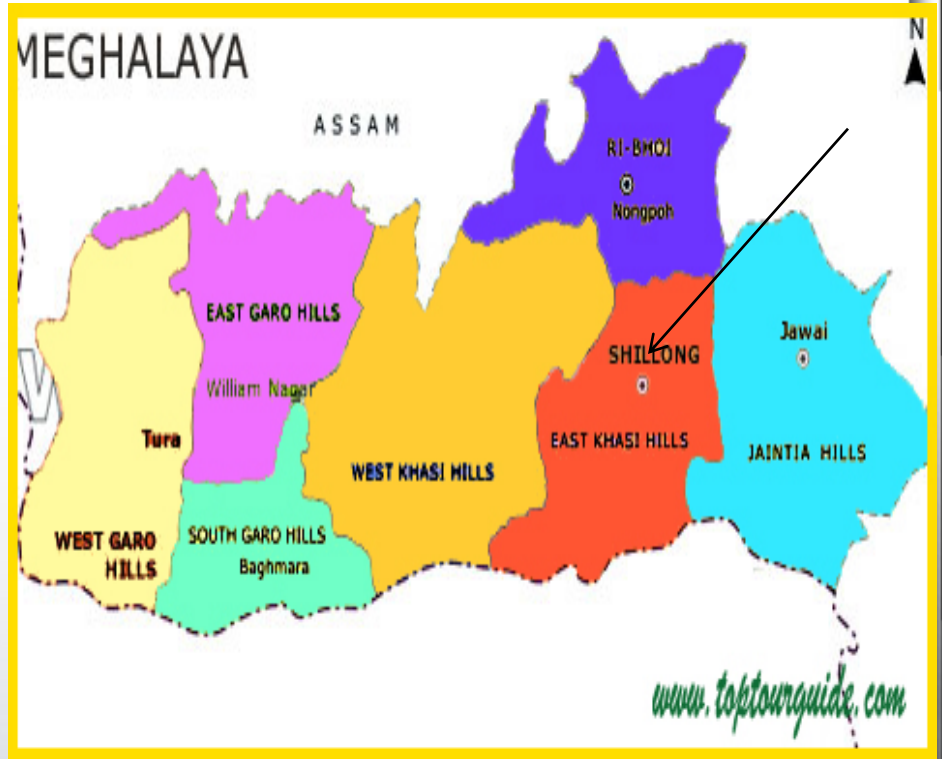 MEGHALAYA
N
ASSAM
RI-BHOI
Nongpoh
EAST GARO HILLS
SHILLONG
Jawai
William Nagar
Tura
EAST KHASI HILLS
JAINTIA HILLS
WEST KHASI HILLS
WEST GARO
HILLS
SOUTH GARO HILLS
Baghmara
www.toptourguide.com